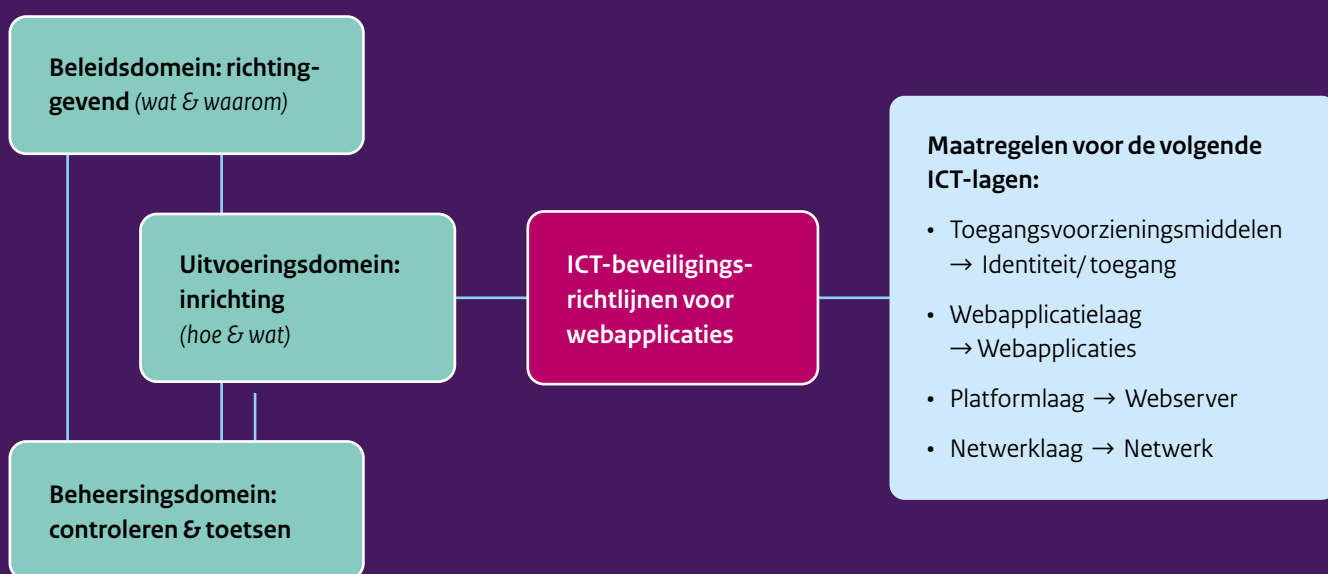 Beleidsdomein: richting-
gevend (wat & waarom)
Uitvoeringsdomein:
inrichting
(hoe & wat)
Beheersingsdomein:
controleren & toetsen
ICT-beveiligings-
richtlijnen voor
webapplicaties
Maatregelen voor de volgende
ICT-lagen:
• Toegangsvoorzieningsmiddelen
→ Identiteit/toegang
• Webapplicatielaag
→ Webapplicaties
• Platformlaag → Webserver
• Netwerklaag → Netwerk